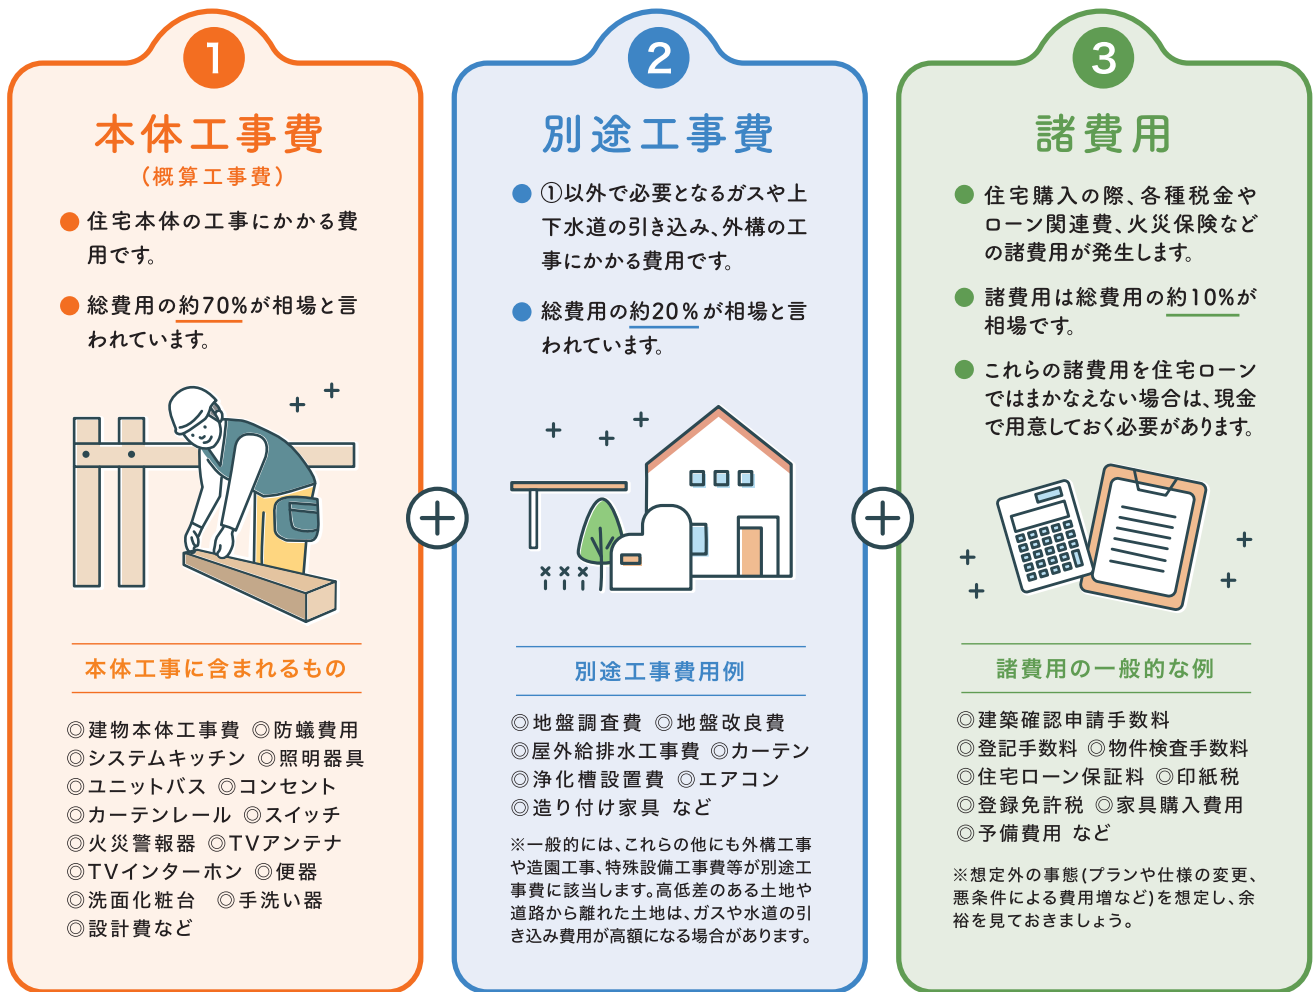 1
本体工事費
(概算工事費)
●住宅本体の工事にかかる費
用です。
●総費用の約70%が相場と言
われています。
本体工事に含まれるもの
◎建物本体工事費 ◎防蟻費用
◎システムキッチン ◎照明器具
◎ユニットバス ◎コンセント
◎カーテンレール ◎スイッチ
◎火災警報器 ◎TVアンテナ
◎TVインターホン ◎便器
◎洗面化粧台 ◎手洗い器
◎設計費など
2
別途工事費
●①以外で必要となるガスや上
下水道の引き込み、外構の工
事にかかる費用です。
●総費用の約20%が相場と言
われています。
別途工事費用例
◎地盤調査費 ◎地盤改良費
◎屋外給排水工事費 ◎カーテン
◎浄化槽設置費 ◎エアコン
◎造り付け家具 など
※一般的には、これらの他にも外構工事
や造園工事、特殊設備工事費等が別途工
事費に該当します。高低差のある土地や
道路から離れた土地は、ガスや水道の引
き込み費用が高額になる場合があります。
3
諸費用
●住宅購入の際、各種税金や
ローン関連費、火災保険など
の諸費用が発生します。
●諸費用は総費用の約10%が
相場です。
●これらの諸費用を住宅ローン
ではまかなえない場合は、現金
で用意しておく必要があります。
諸費用の一般的な例
◎建築確認申請手数料
◎登記手数料 ◎物件検査手数料
◎住宅ローン保証料 ◎印紙税
◎登録免許税 ◎家具購入費用
◎予備費用 など
※想定外の事態(プランや仕様の変更、
悪条件による費用増など)を想定し、余
裕を見ておきましょう。